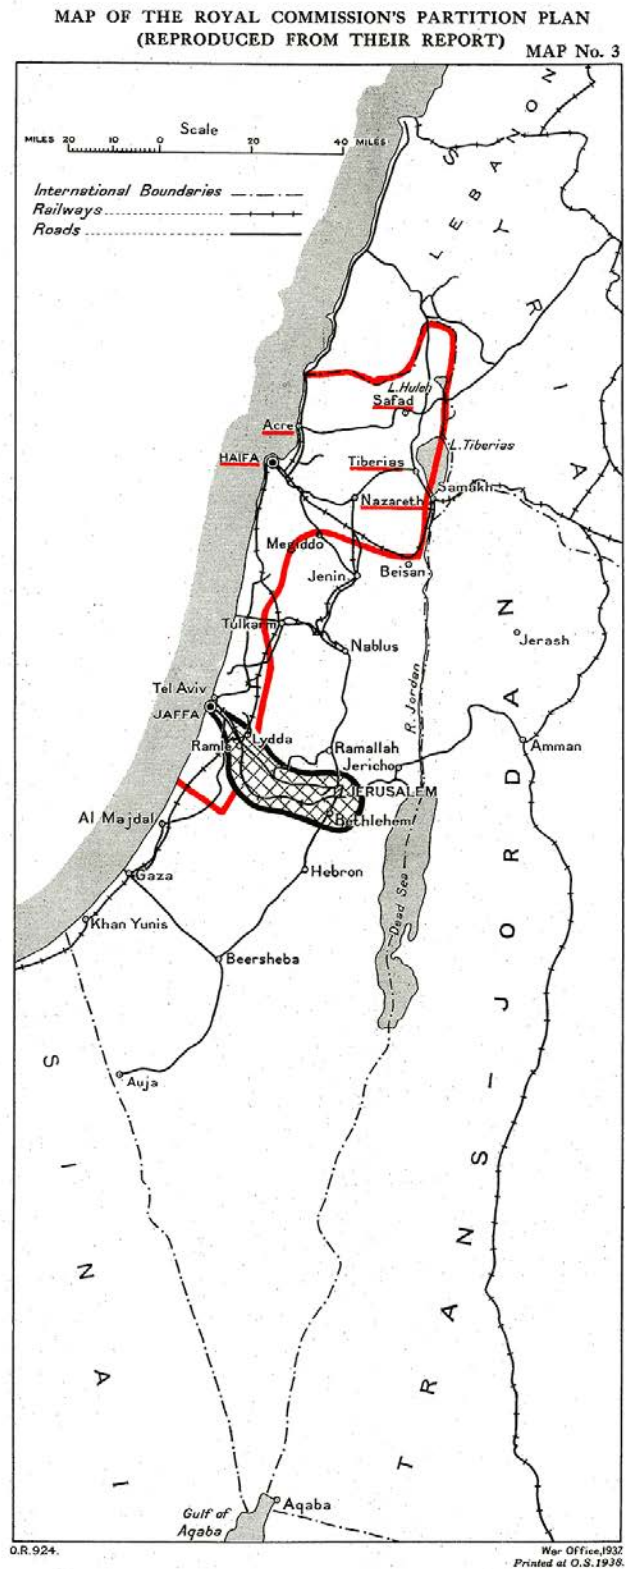 MAP OF THE ROYAL COMMISSION'S PARTITION PLAN
(REPRODUCED FROM THEIR REPORT)
MAP No. 3
Scale
MILES 20 10 0 20 40 MILES
International Boundaries
Railways
Roads
LEBANON
SYRIA
L. Huleh
Safad
Acre
HAIFA
L. Tiberias
Tiberias
Samakh
Nazareth
Megiddo
Beisan
Jenin
Tulkarm
Nablus
Jerash
R. Jordan
Tel Aviv
JAFFA
Lydda
Ramle
Ramallah
Amman
Jericho
JERUSALEM
Al Majdal
Bethlehem
Gaza
Hebron
Dead Sea
Khan Yunis
Beersheba
Auja
SINAI
TRANS-JORDAN
Gulf of
Aqaba
Aqaba
O.R.924.
War Office, 1937.
Printed at O.S. 1938.